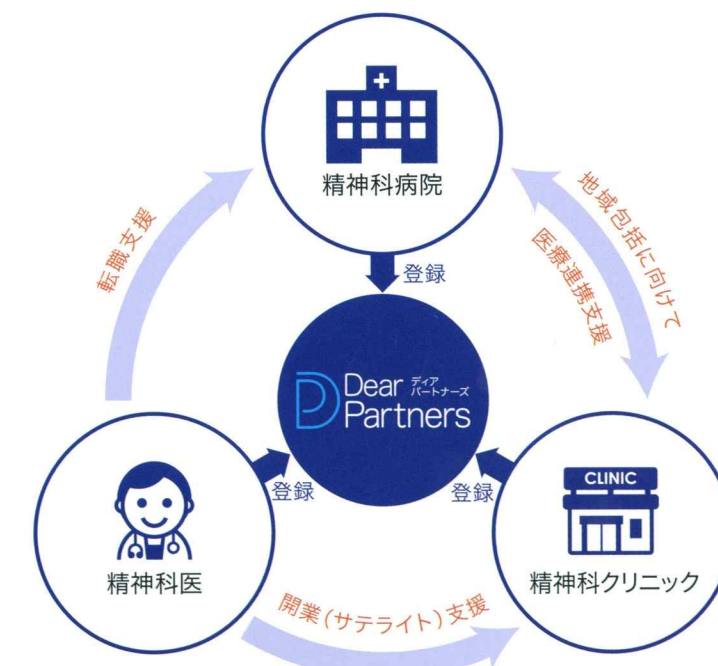 精神科病院
転職支援
地域包括に向けて
医療連携支援
登録
Dear ディア
Partners パートナーズ
登録
登録
CLINIC
精神科医
精神科クリニック
開業(サテライト)支援